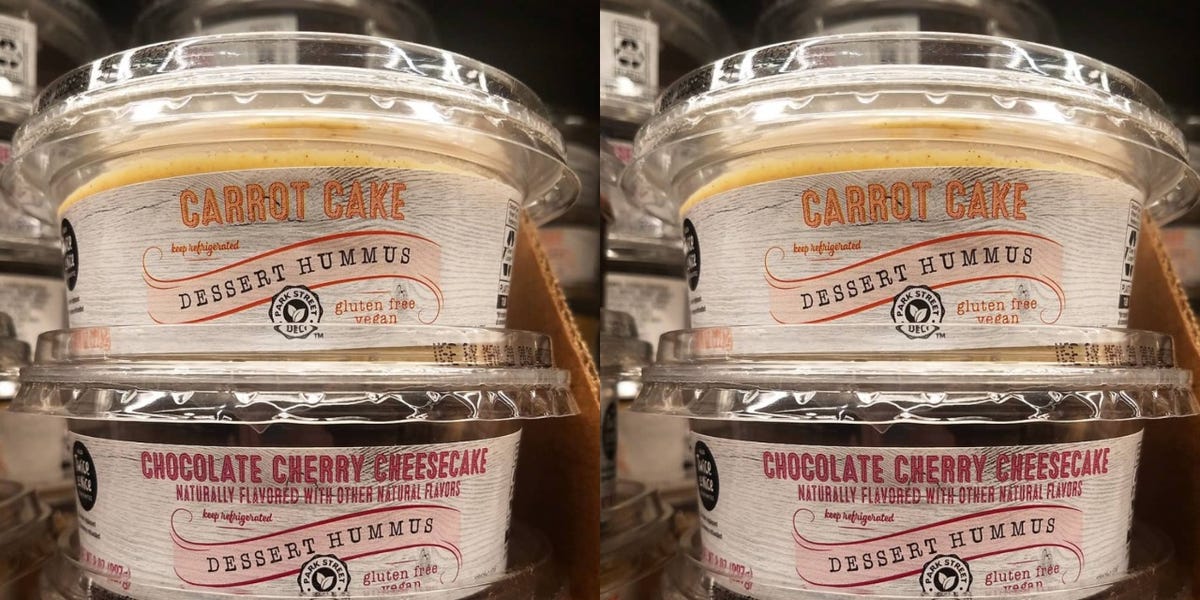 CARROT CAKE
keep refrigerated
DESSERT HUMMUS
PARK STREET
DELI
TM
gluten free
vegan
CHOCOLATE CHERRY CHEESECAKE
NATURALLY FLAVORED WITH OTHER NATURAL FLAVORS
keep refrigerated
DESSERT HUMMUS
PARK STREET
gluten free
vegan
CARROT CAKE
keep refrigerated
DESSERT HUMMUS
PARK STREET
DELI
TM
gluten free
vegan
CHOCOLATE CHERRY CHEESECAKE
NATURALLY FLAVORED WITH OTHER NATURAL FLAVORS
keep refrigerated
DESSERT HUMMUS
PARK STREET
gluten free
vegan